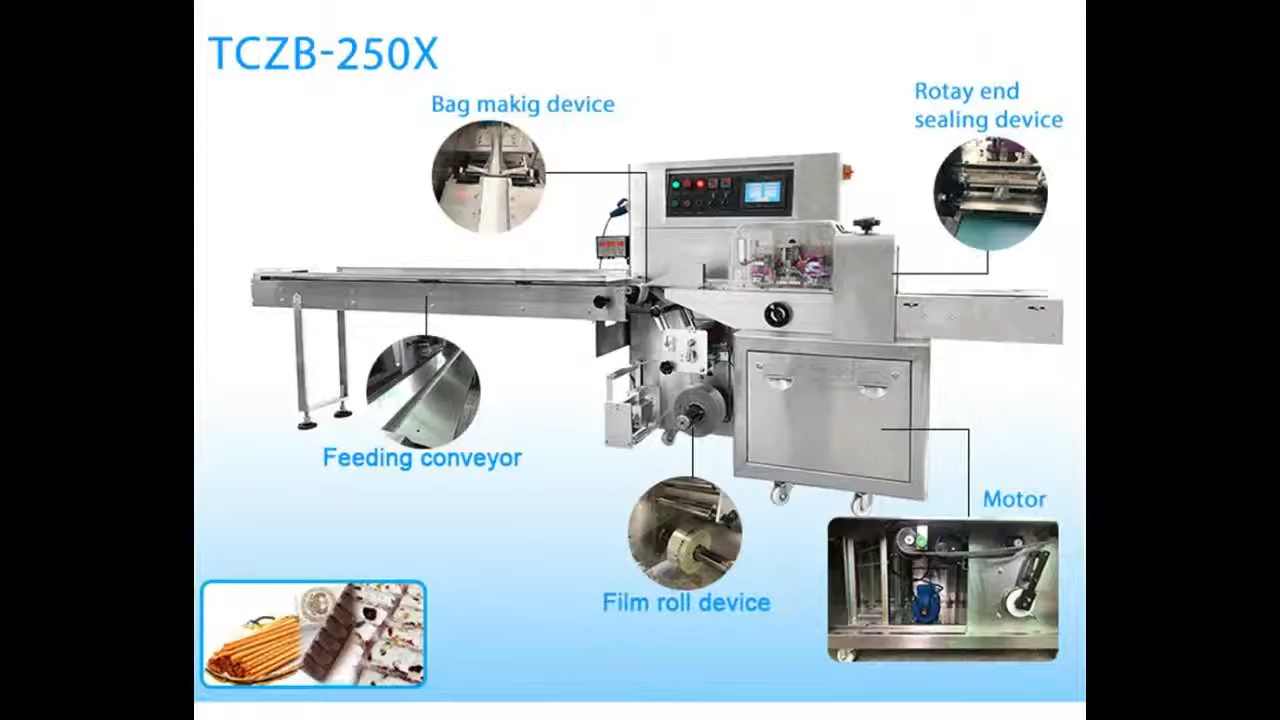 TCZB-250X
Bag makig device
Rotay end
sealing device
Feeding conveyor
Motor
Film roll device